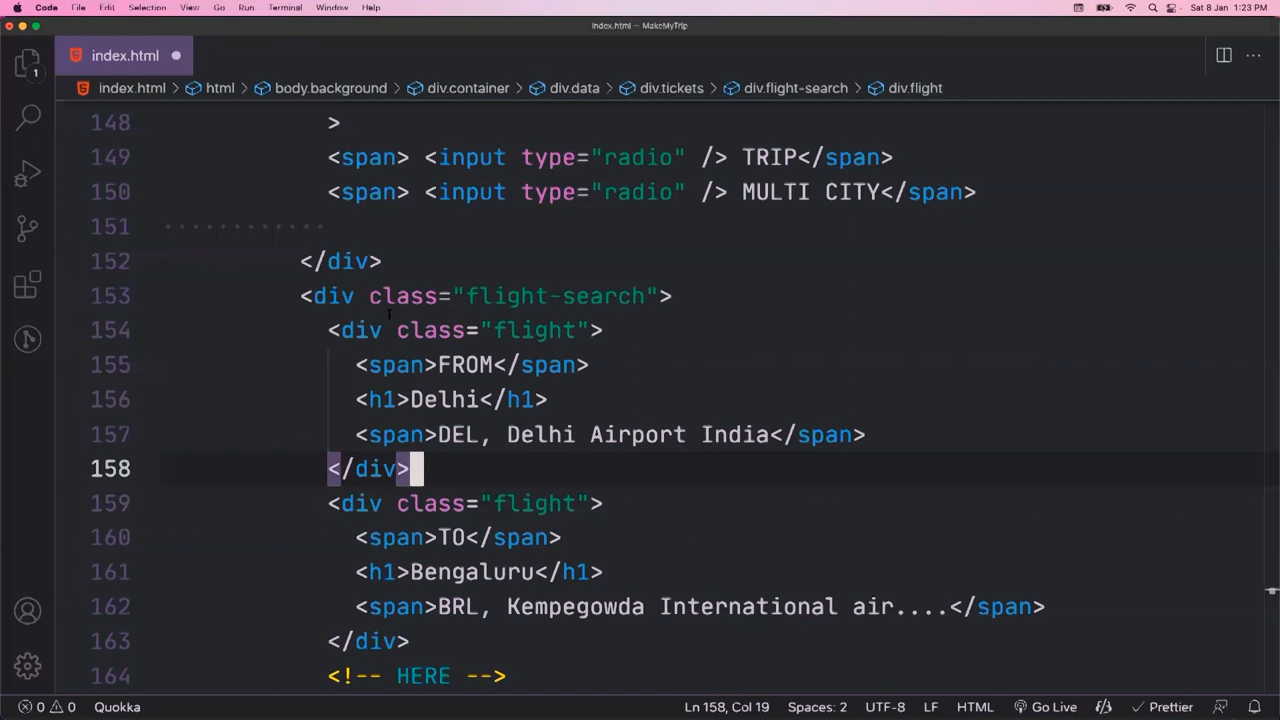 Code File Edit Selection View Go Run Terminal Window Help Sat 8 Jan 1:23 PM
index.html — MakeMyTrip
index.html
index.html > html > body.background > div.container > div.data > div.tickets > div.flight-search > div.flight
1
148 >
149 <span> <input type="radio" /> TRIP</span>
150 <span> <input type="radio" /> MULTI CITY</span>
151
152 </div>
153 <div class="flight-search">
154 <div class="flight">
155 <span>FROM</span>
156 <h1>Delhi</h1>
157 <span>DEL, Delhi Airport India</span>
158 </div>
159 <div class="flight">
160 <span>TO</span>
161 <h1>Bengaluru</h1>
162 <span>BRL, Kempegowda International air....</span>
163 </div>
164 <!-- HERE -->
0 0 Quokka Ln 158, Col 19 Spaces: 2 UTF-8 LF HTML Go Live Prettier